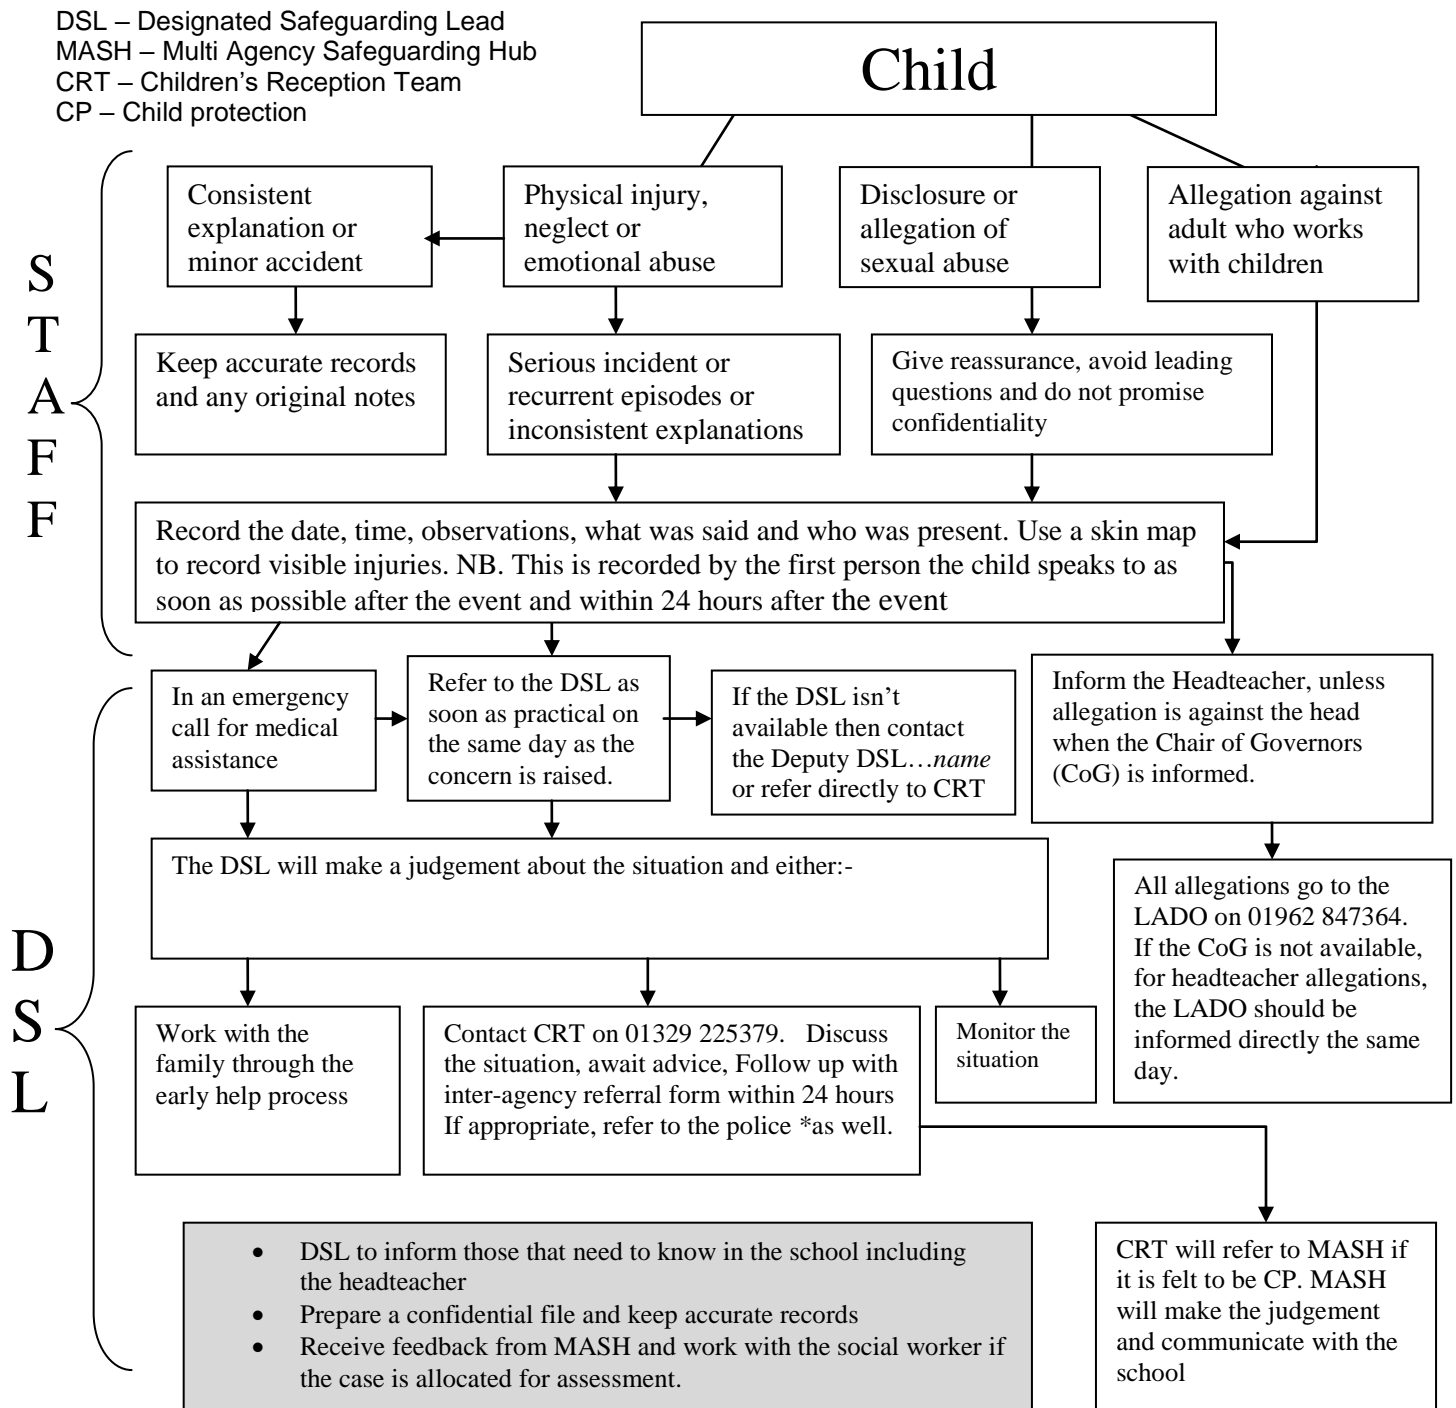 DSL – Designated Safeguarding Lead
MASH – Multi Agency Safeguarding Hub
CRT – Children's Reception Team
CP – Child protection
Child
S
T
A
F
F
Consistent
explanation or
minor accident
Physical injury,
neglect or
emotional abuse
Disclosure or
allegation of
sexual abuse
Allegation against
adult who works
with children
Keep accurate records
and any original notes
Serious incident or
recurrent episodes or
inconsistent explanations
Give reassurance, avoid leading
questions and do not promise
confidentiality
Record the date, time, observations, what was said and who was present. Use a skin map
to record visible injuries. NB. This is recorded by the first person the child speaks to as
soon as possible after the event and within 24 hours after the event
D
S
L
In an emergency
call for medical
assistance
Refer to the DSL as
soon as practical on
the same day as the
concern is raised.
If the DSL isn't
available then contact
the Deputy DSL…name
or refer directly to CRT
Inform the Headteacher, unless
allegation is against the head
when the Chair of Governors
(CoG) is informed.
The DSL will make a judgement about the situation and either:-
All allegations go to the
LADO on 01962 847364.
If the CoG is not available,
for headteacher allegations,
the LADO should be
informed directly the same
day.
Work with the
family through the
early help process
Contact CRT on 01329 225379. Discuss
the situation, await advice, Follow up with
inter-agency referral form within 24 hours
If appropriate, refer to the police *as well.
Monitor the
situation
• DSL to inform those that need to know in the school including
the headteacher
• Prepare a confidential file and keep accurate records
• Receive feedback from MASH and work with the social worker if
the case is allocated for assessment.
CRT will refer to MASH if
it is felt to be CP. MASH
will make the judgement
and communicate with the
school